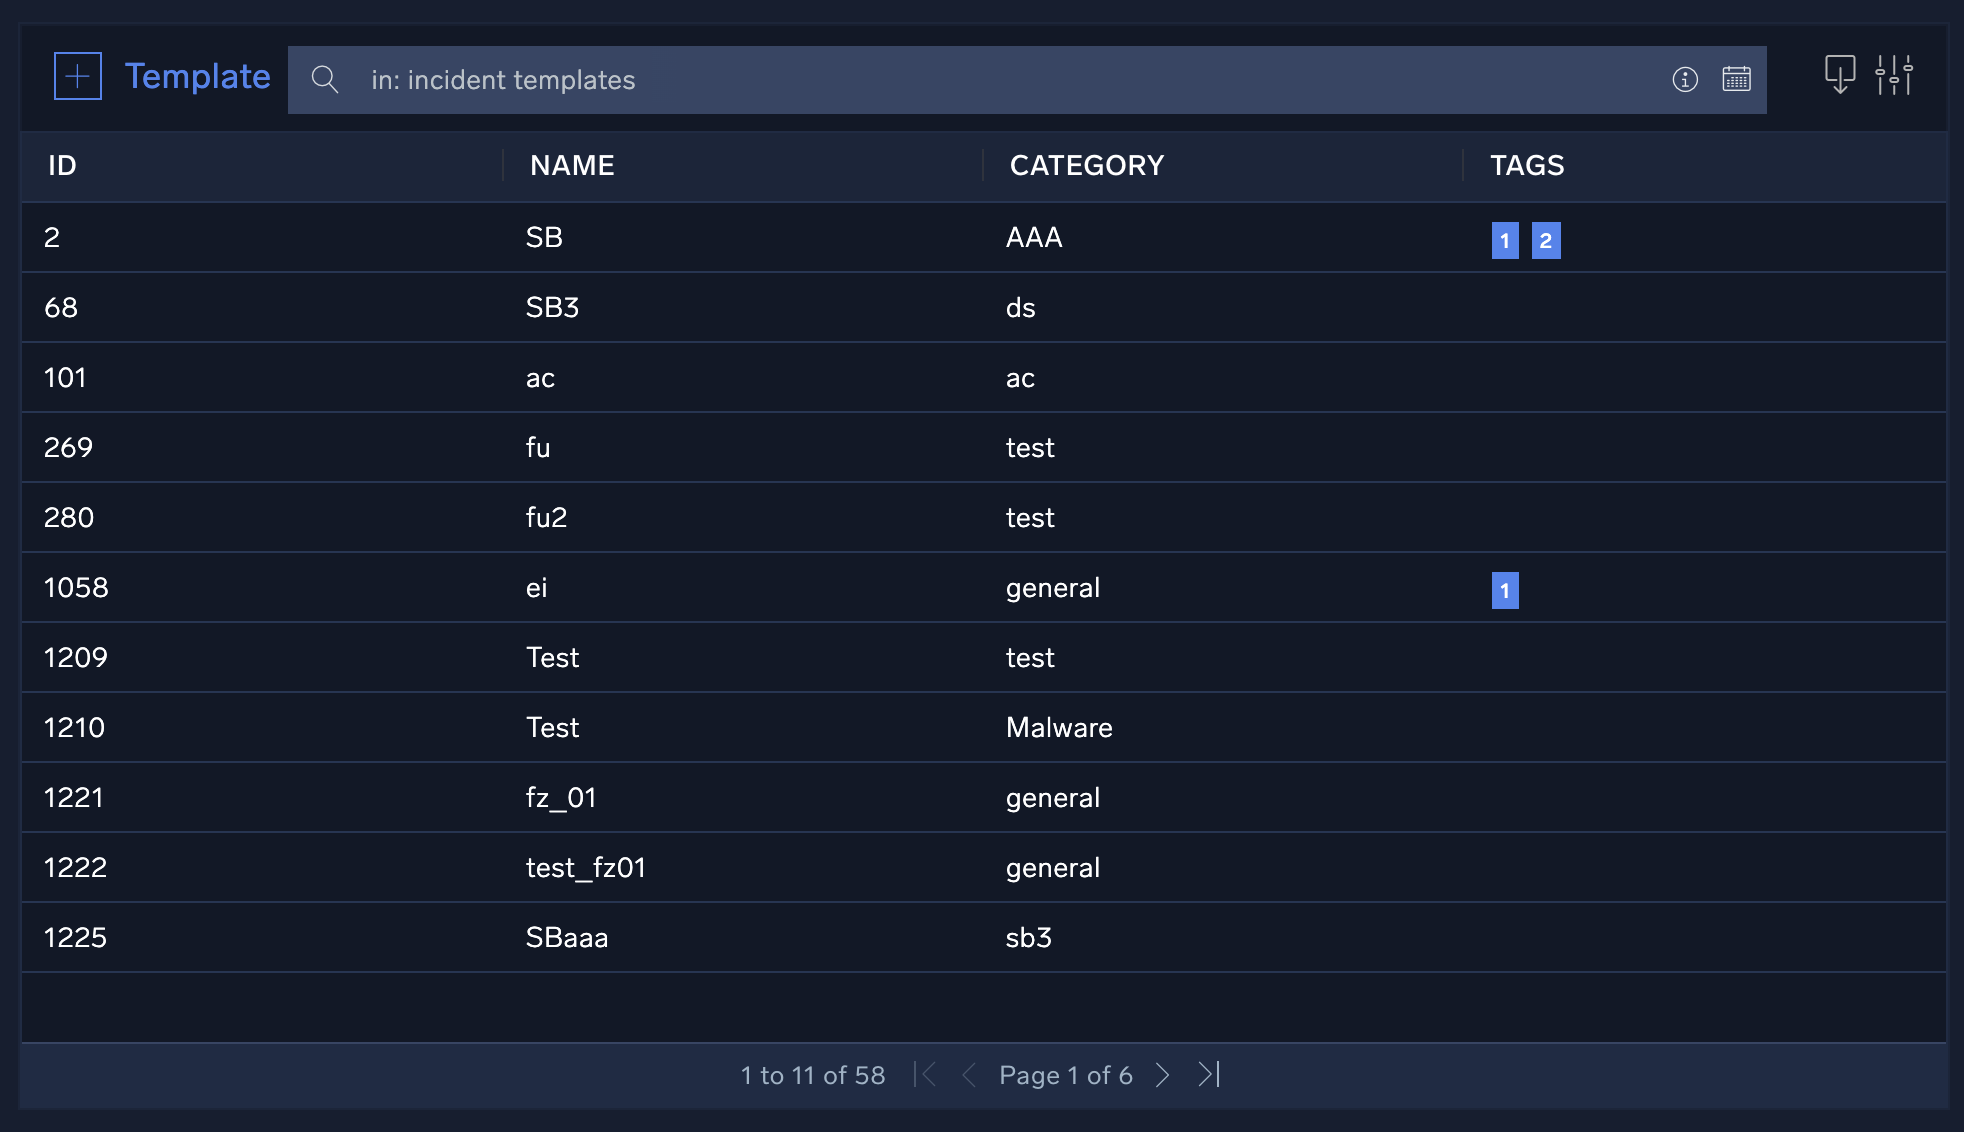 Template in: incident templates
ID NAME CATEGORY TAGS
2 SB AAA 1 2
68 SB3 ds
101 ac ac
269 fu test
280 fu2 test
1058 ei general 1
1209 Test test
1210 Test Malware
1221 fz_01 general
1222 test_fz01 general
1225 SBaaa sb3
1 to 11 of 58 Page 1 of 6